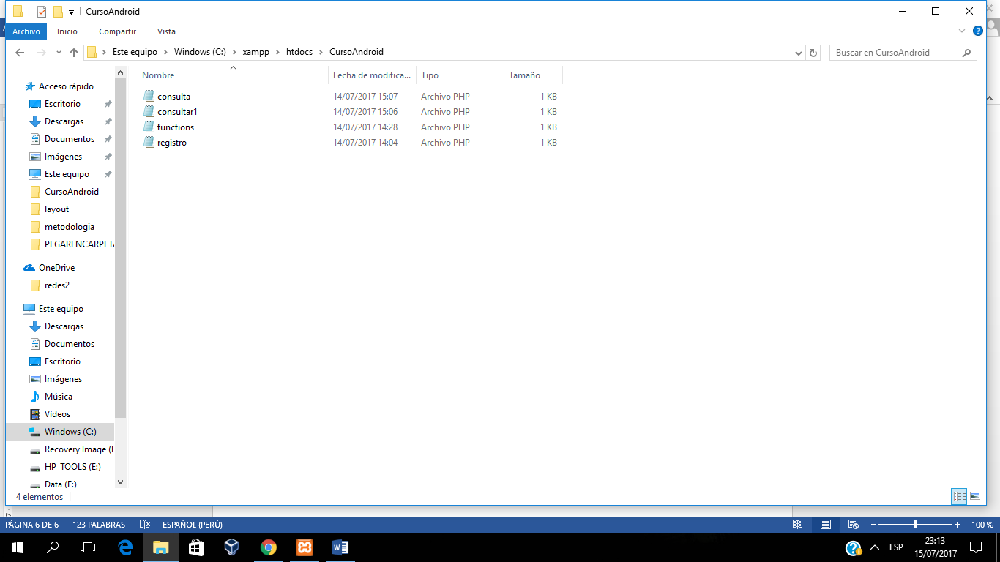 CursoAndroid
Archivo Inicio Compartir Vista
Este equipo Windows (C:) xampp htdocs CursoAndroid
Buscar en CursoAndroid
Nombre Fecha de modifica... Tipo Tamaño
consulta 14/07/2017 15:07 Archivo PHP 1 KB
consultar1 14/07/2017 15:06 Archivo PHP 1 KB
functions 14/07/2017 14:28 Archivo PHP 1 KB
registro 14/07/2017 14:04 Archivo PHP 1 KB
Acceso rápido
Escritorio
Descargas
Documentos
Imágenes
Este equipo
CursoAndroid
layout
metodologia
PEGARENCARPETA
OneDrive
redes2
Este equipo
Descargas
Documentos
Escritorio
Imágenes
Música
Vídeos
Windows (C:)
Recovery Image (D
HP_TOOLS (E:)
Data (F:)
4 elementos
PÁGINA 6 DE 6 123 PALABRAS ESPAÑOL (PERÚ) 100 %
ESP
23:13
15/07/2017